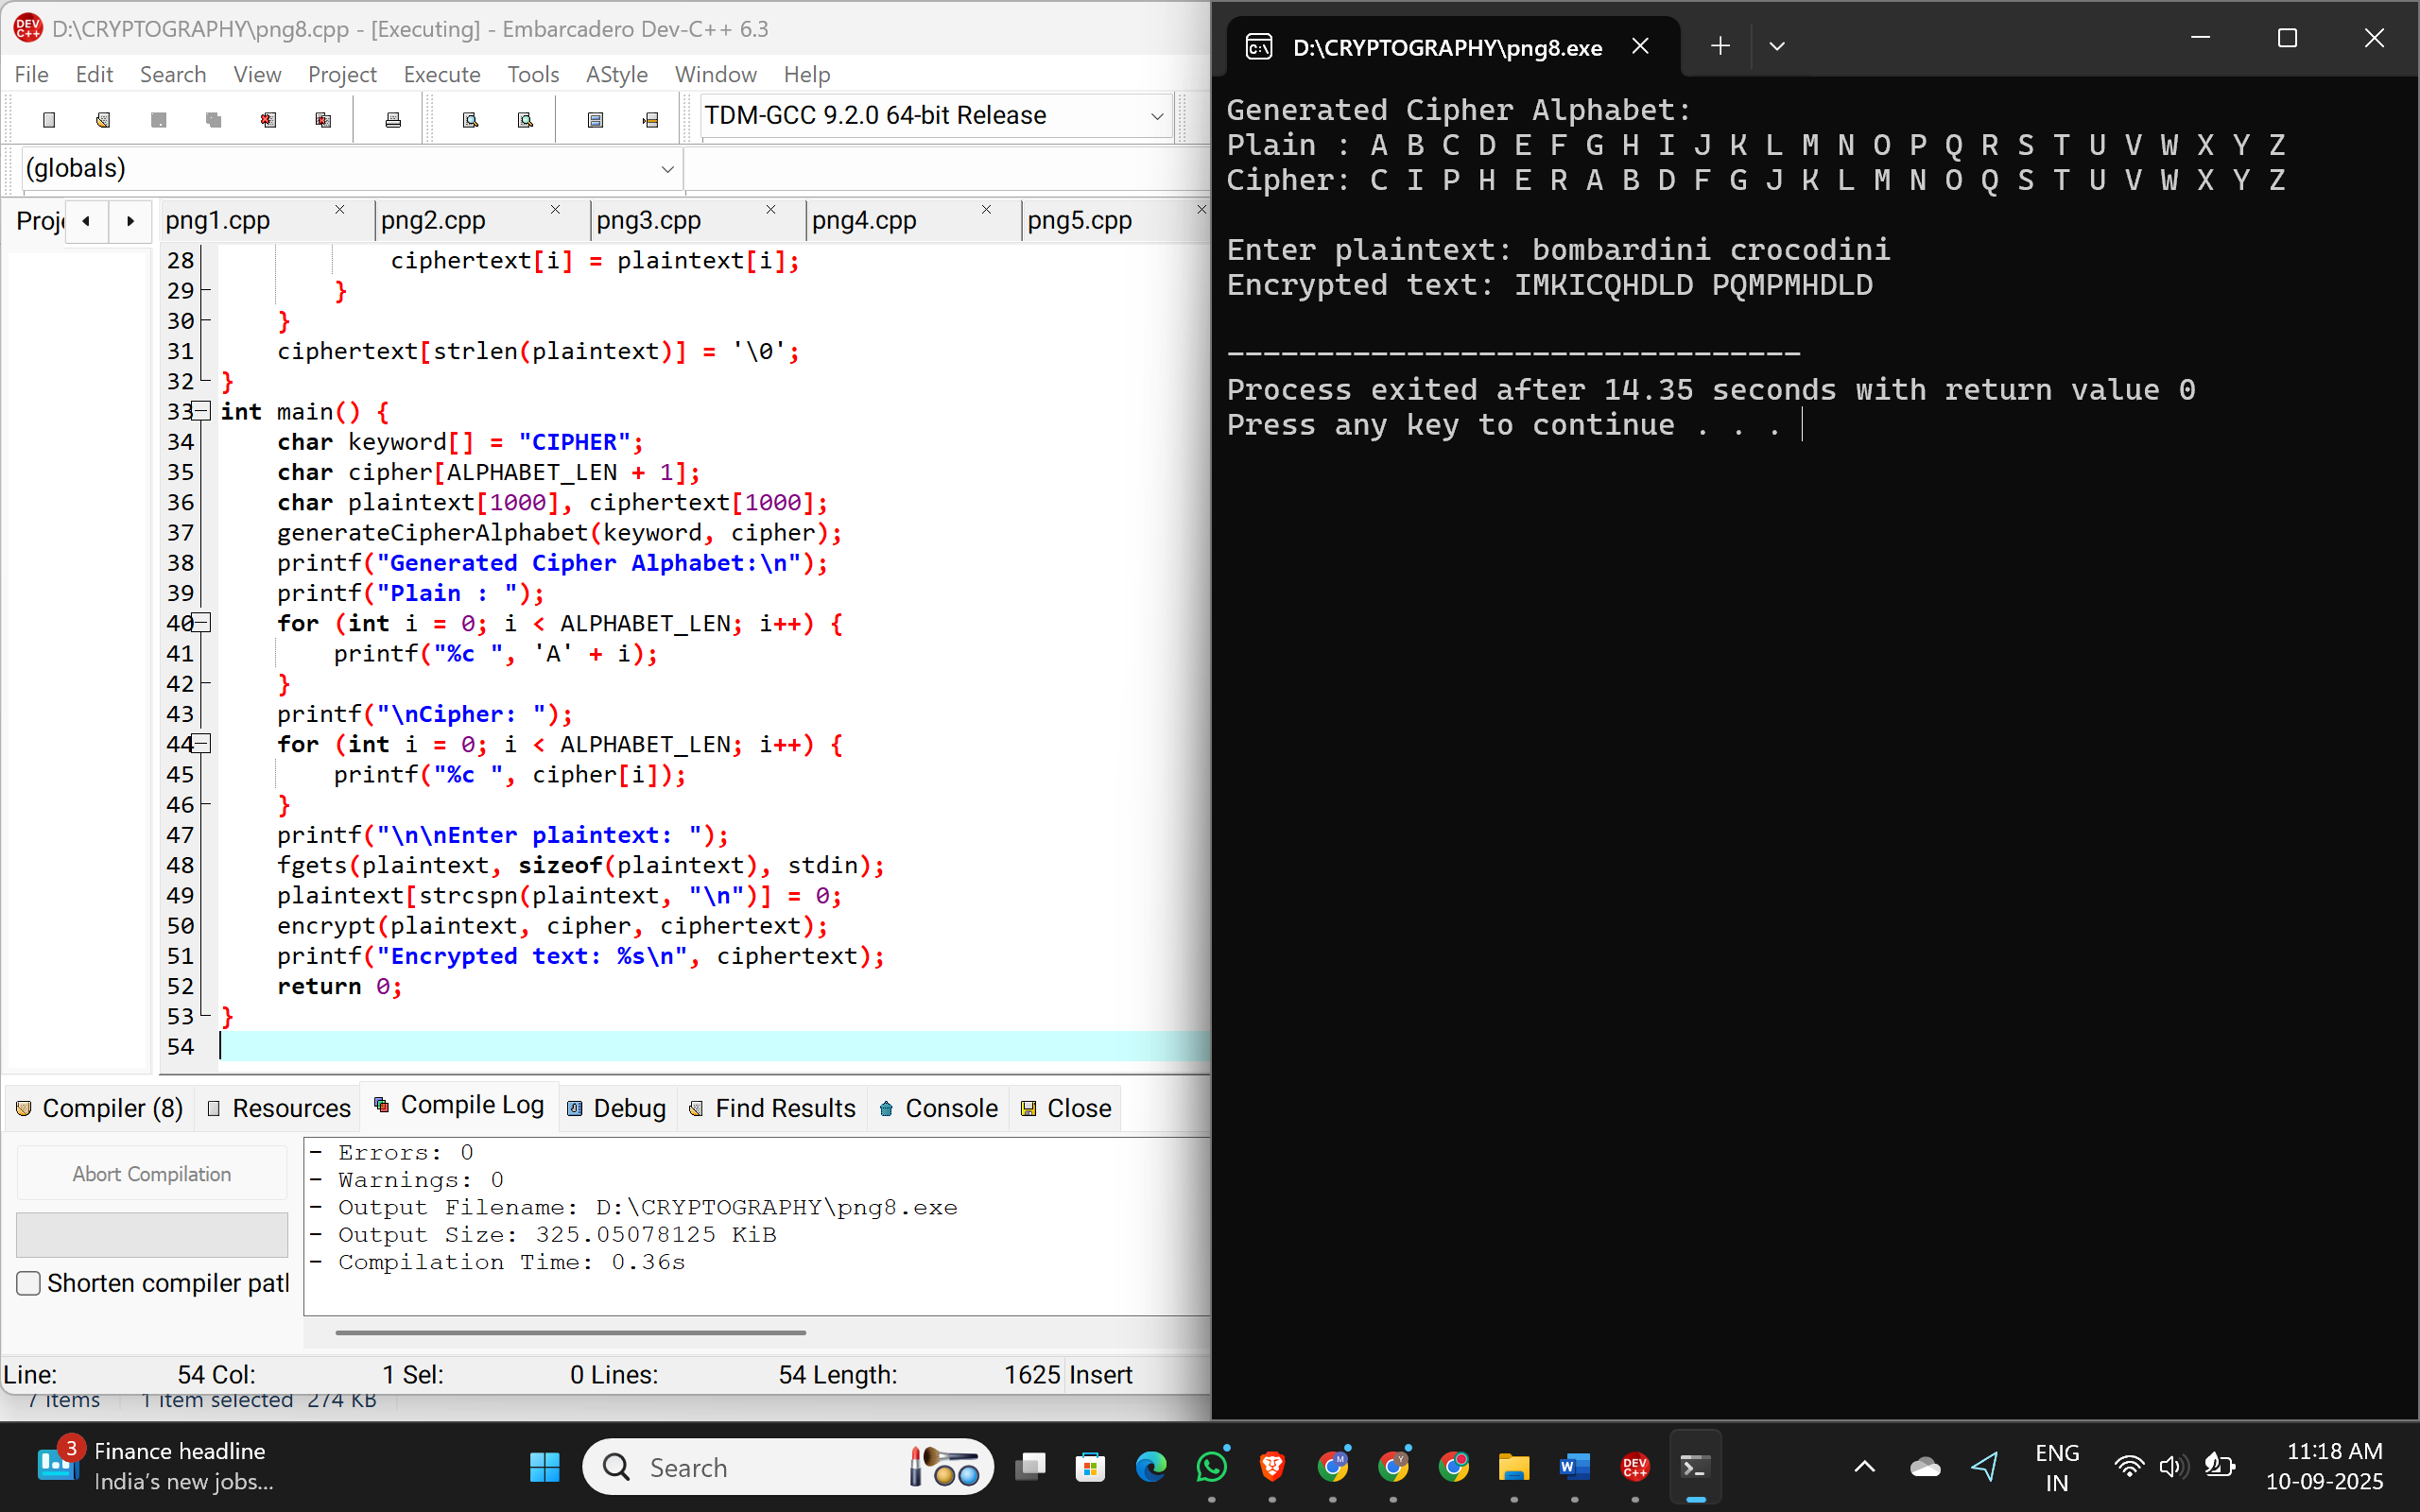 D:\CRYPTOGRAPHY\png8.cpp - [Executing] - Embarcadero Dev-C++ 6.3
File Edit Search View Project Execute Tools AStyle Window Help
TDM-GCC 9.2.0 64-bit Release
(globals)
png1.cpp png2.cpp png3.cpp png4.cpp png5.cpp
28 ciphertext[i] = plaintext[i];
29 }
30 }
31 ciphertext[strlen(plaintext)] = '\0';
32 }
33 int main() {
34 char keyword[] = "CIPHER";
35 char cipher[ALPHABET_LEN + 1];
36 char plaintext[1000], ciphertext[1000];
37 generateCipherAlphabet(keyword, cipher);
38 printf("Generated Cipher Alphabet:\n");
39 printf("Plain : ");
40 for (int i = 0; i < ALPHABET_LEN; i++) {
41 printf("%c ", 'A' + i);
42 }
43 printf("\nCipher: ");
44 for (int i = 0; i < ALPHABET_LEN; i++) {
45 printf("%c ", cipher[i]);
46 }
47 printf("\n\nEnter plaintext: ");
48 fgets(plaintext, sizeof(plaintext), stdin);
49 plaintext[strcspn(plaintext, "\n")] = 0;
50 encrypt(plaintext, cipher, ciphertext);
51 printf("Encrypted text: %s\n", ciphertext);
52 return 0;
53 }
54
Compiler (8) Resources Compile Log Debug Find Results Console Close
Abort Compilation
Shorten compiler
- Errors: 0
- Warnings: 0
- Output Filename: D:\CRYPTOGRAPHY\png8.exe
- Output Size: 325.05078125 KiB
- Compilation Time: 0.36s
Line: 54 Col: 1 Sel: 0 Lines: 54 Length: 1625 Insert
7 items 1 item selected 274 KB
D:\CRYPTOGRAPHY\png8.exe
Generated Cipher Alphabet:
Plain : A B C D E F G H I J K L M N O P Q R S T U V W X Y Z
Cipher: C I P H E R A B D F G J K L M N O Q S T U V W X Y Z
Enter plaintext: bombardini crocodini
Encrypted text: IMKICQHDLD PQMPMHDLD
--------------------------------
Process exited after 14.35 seconds with return value 0
Press any key to continue . . .
3
Finance headline
India's new jobs...
Search
ENG
IN
11:18 AM
10-09-2025